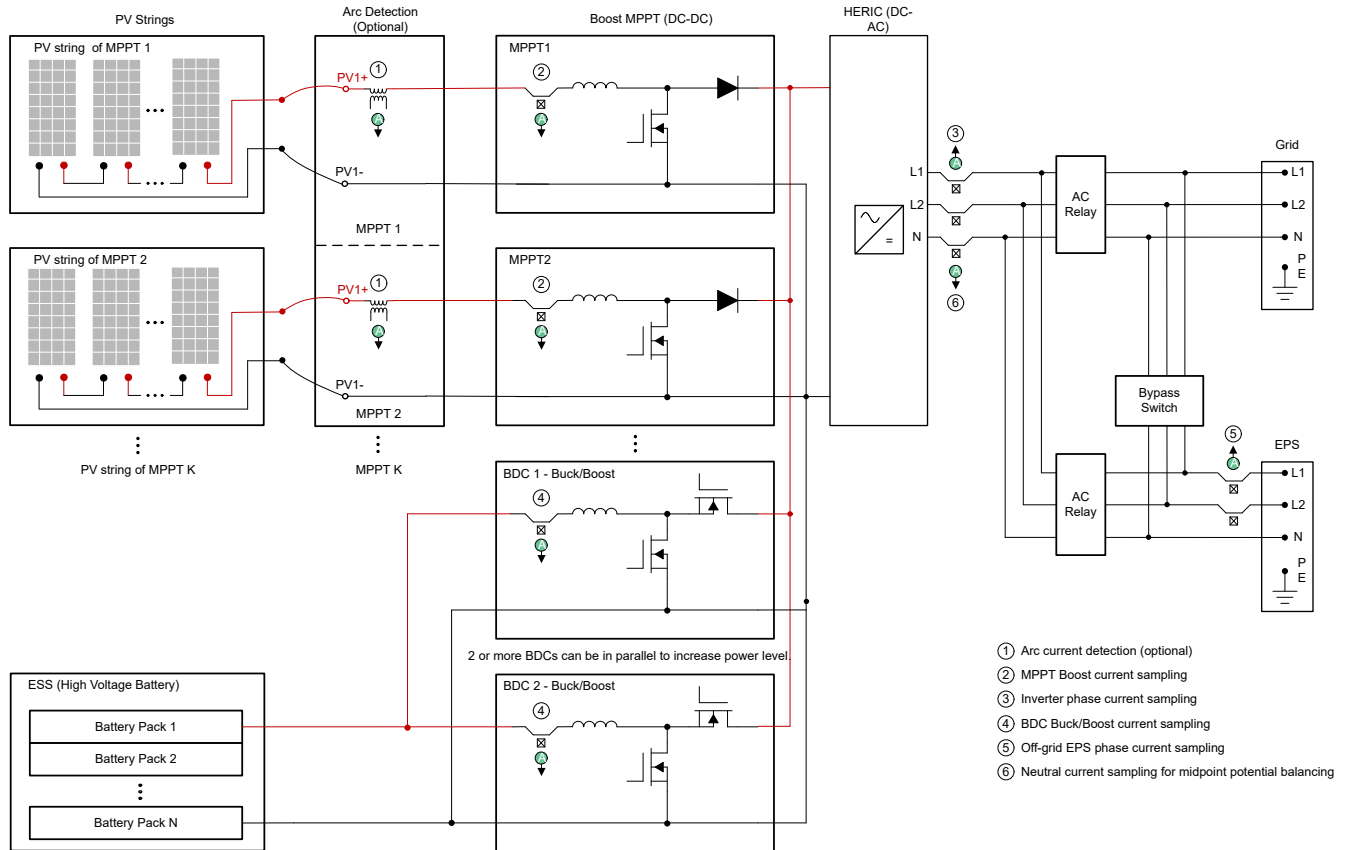 PV Strings
Arc Detection
(Optional)
Boost MPPT (DC-DC)
HERIC (DC-
AC)
PV string of MPPT 1
PV1+
1
A
PV1-
MPPT 1
MPPT1
2
A
PV string of MPPT 2
PV1+
1
A
PV1-
MPPT 2
MPPT2
2
A
PV string of MPPT K
MPPT K
L1
L2
N
=
3
A
A
6
AC
Relay
Grid
L1
L2
N
P
E
Bypass
Switch
AC
Relay
5
A
EPS
L1
L2
N
P
E
BDC 1 - Buck/Boost
4
A
2 or more BDCs can be in parallel to increase power level.
BDC 2 - Buck/Boost
4
A
ESS (High Voltage Battery)
Battery Pack 1
Battery Pack 2
Battery Pack N
1 Arc current detection (optional)
2 MPPT Boost current sampling
3 Inverter phase current sampling
4 BDC Buck/Boost current sampling
5 Off-grid EPS phase current sampling
6 Neutral current sampling for midpoint potential balancing